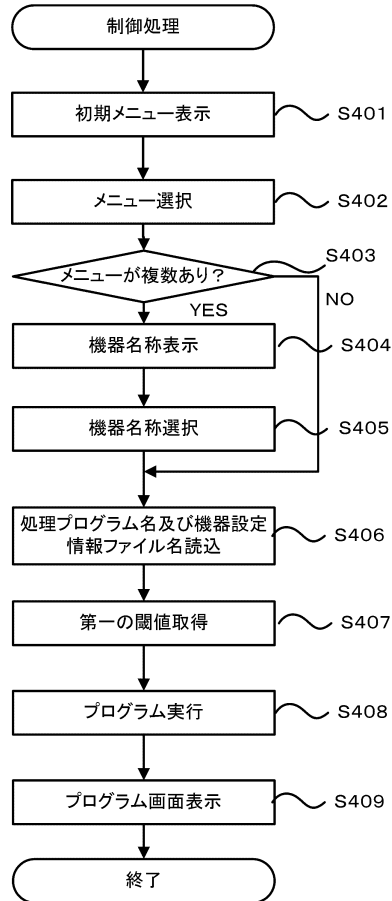 制御処理
初期メニュー表示
S401
メニュー選択
S402
メニューが複数あり?
S403
YES
NO
機器名称表示
S404
機器名称選択
S405
処理プログラム名及び機器設定
情報ファイル名読込
S406
第一の閾値取得
S407
プログラム実行
S408
プログラム画面表示
S409
終了